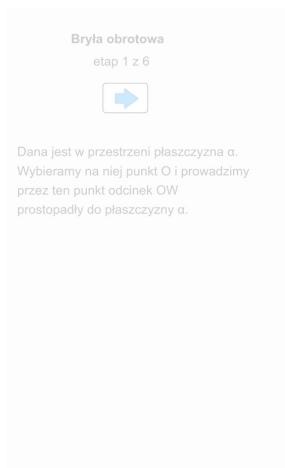 Bryła obrotowa
etap 1 z 6
Dana jest w przestrzeni płaszczyzna α.
Wybieramy na niej punkt O i prowadzimy
przez ten punkt odcinek OW
prostopadły do płaszczyzny α.